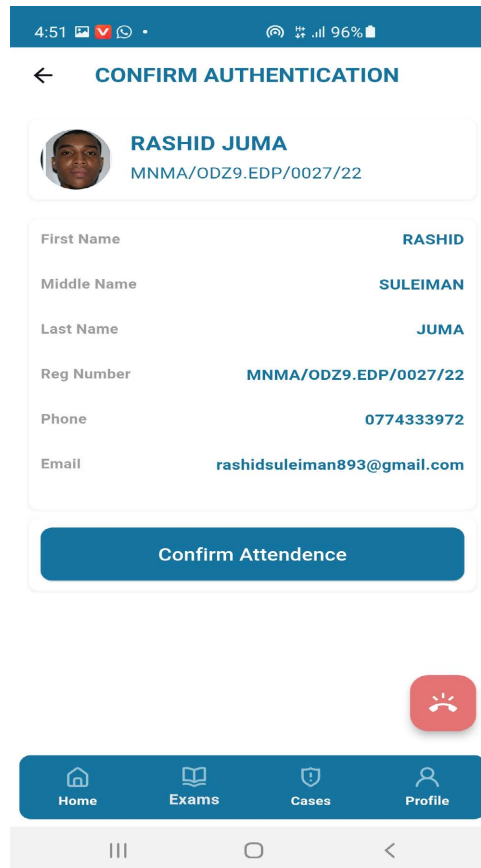 4:51 • 96%
CONFIRM AUTHENTICATION
RASHID JUMA
MNMA/ODZ9.EDP/0027/22
First Name RASHID
Middle Name SULEIMAN
Last Name JUMA
Reg Number MNMA/ODZ9.EDP/0027/22
Phone 0774333972
Email rashidsuleiman893@gmail.com
Confirm Attendence
Home Exams Cases Profile